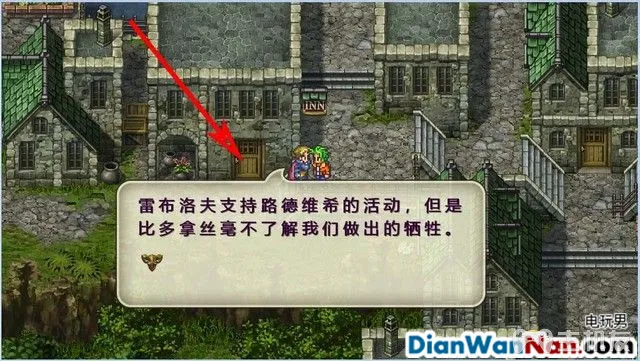 INN
雷布洛夫支持路德维希的活动，但是
比多拿丝毫不了解我们做出的牺牲。
电玩男
DianWanNan.com